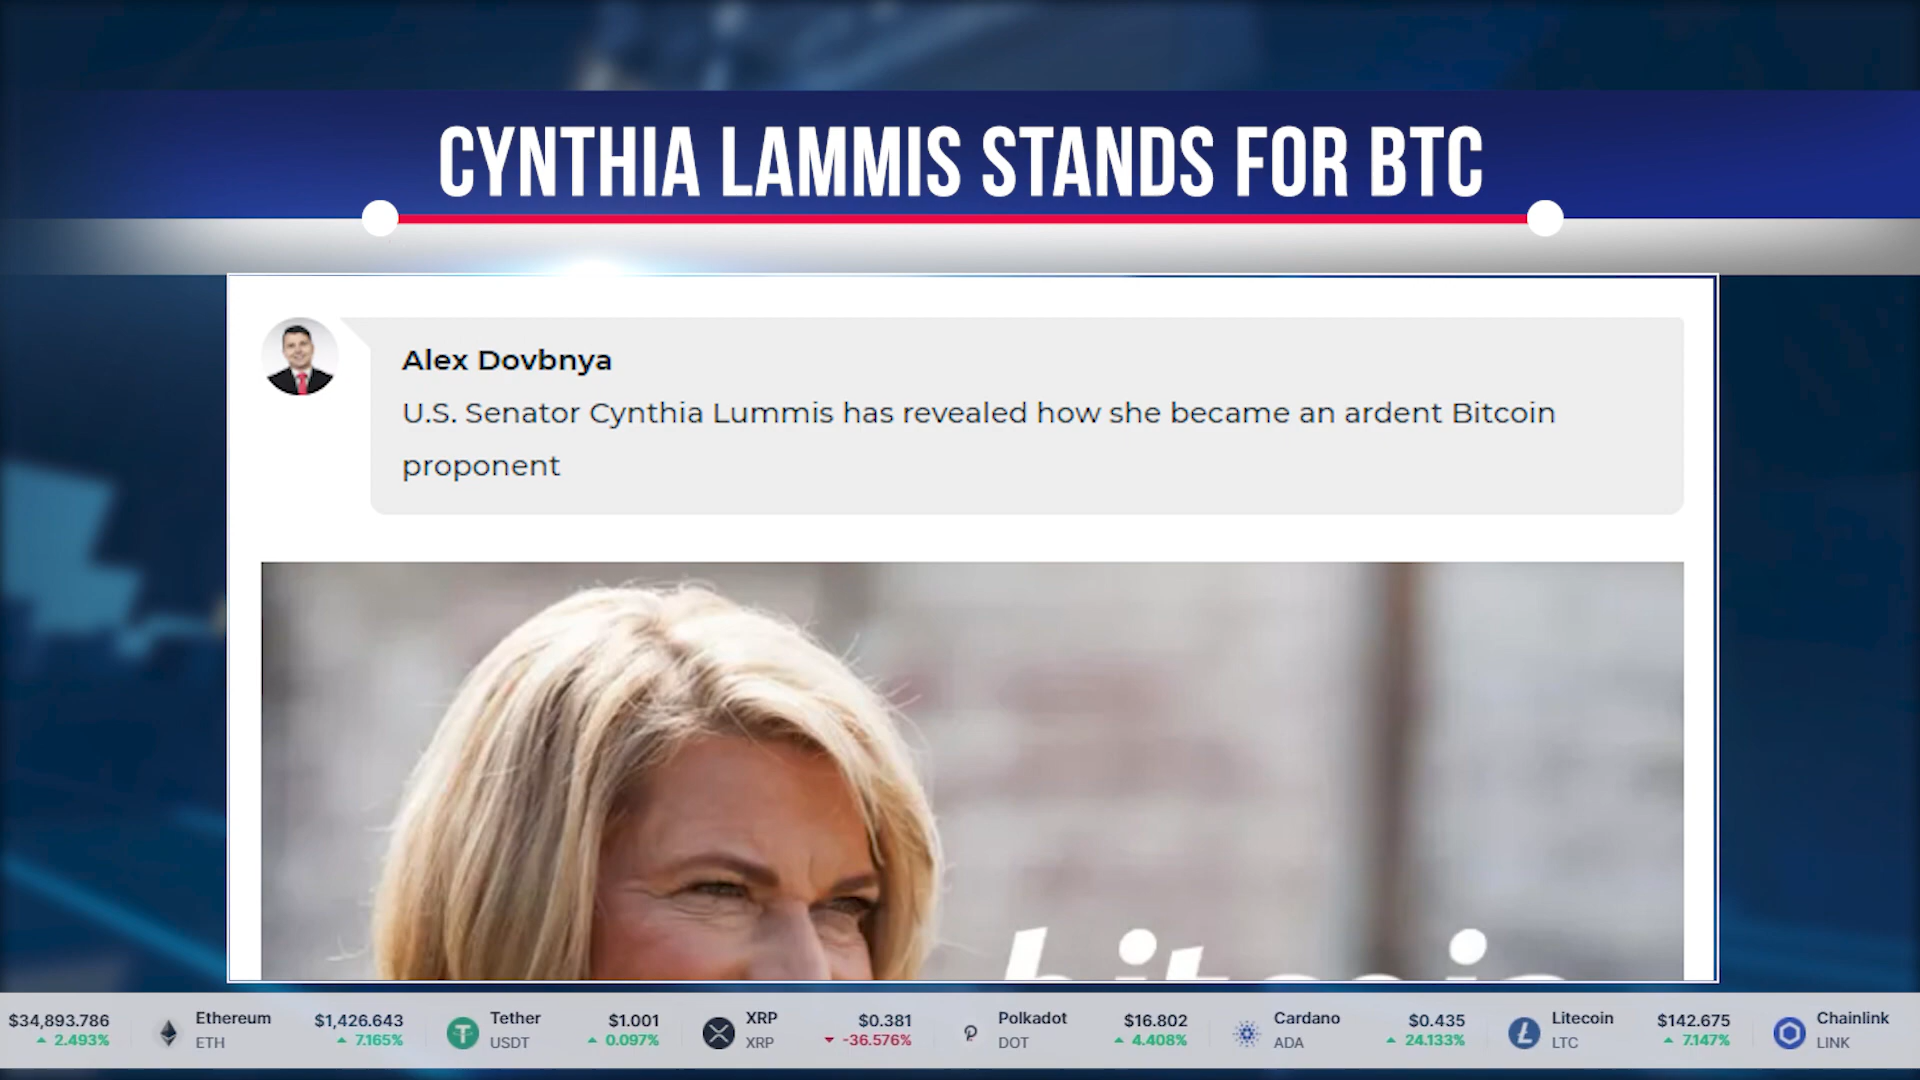 CYNTHIA LAMMIS STANDS FOR BTC
Alex Dovbnya
U.S. Senator Cynthia Lummis has revealed how she became an ardent Bitcoin
proponent
bitcoin
$34,893.786 Ethereum $1,426.643 Tether $1.001 XRP $0.381 Polkadot $16.802 Cardano $0.435 Litecoin $142.675 Chainlink
2.493% ETH 7.165% USDT 0.097% XRP -36.576% DOT 4.408% ADA 24.133% LTC 7.147% LINK